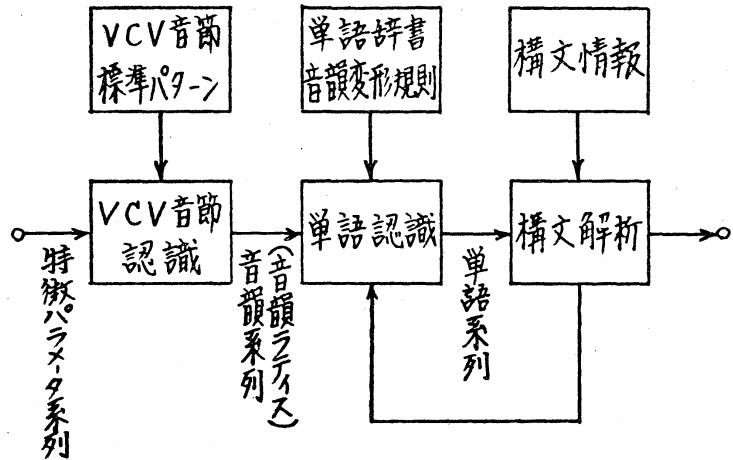 VCV音節
標準パターン
単語辞書
音韻変形規則
構文情報
VCV音節
認識
単語認識
構文解析
特徴パラメータ系列
音韻系列
(音韻ラティス)
単語系列